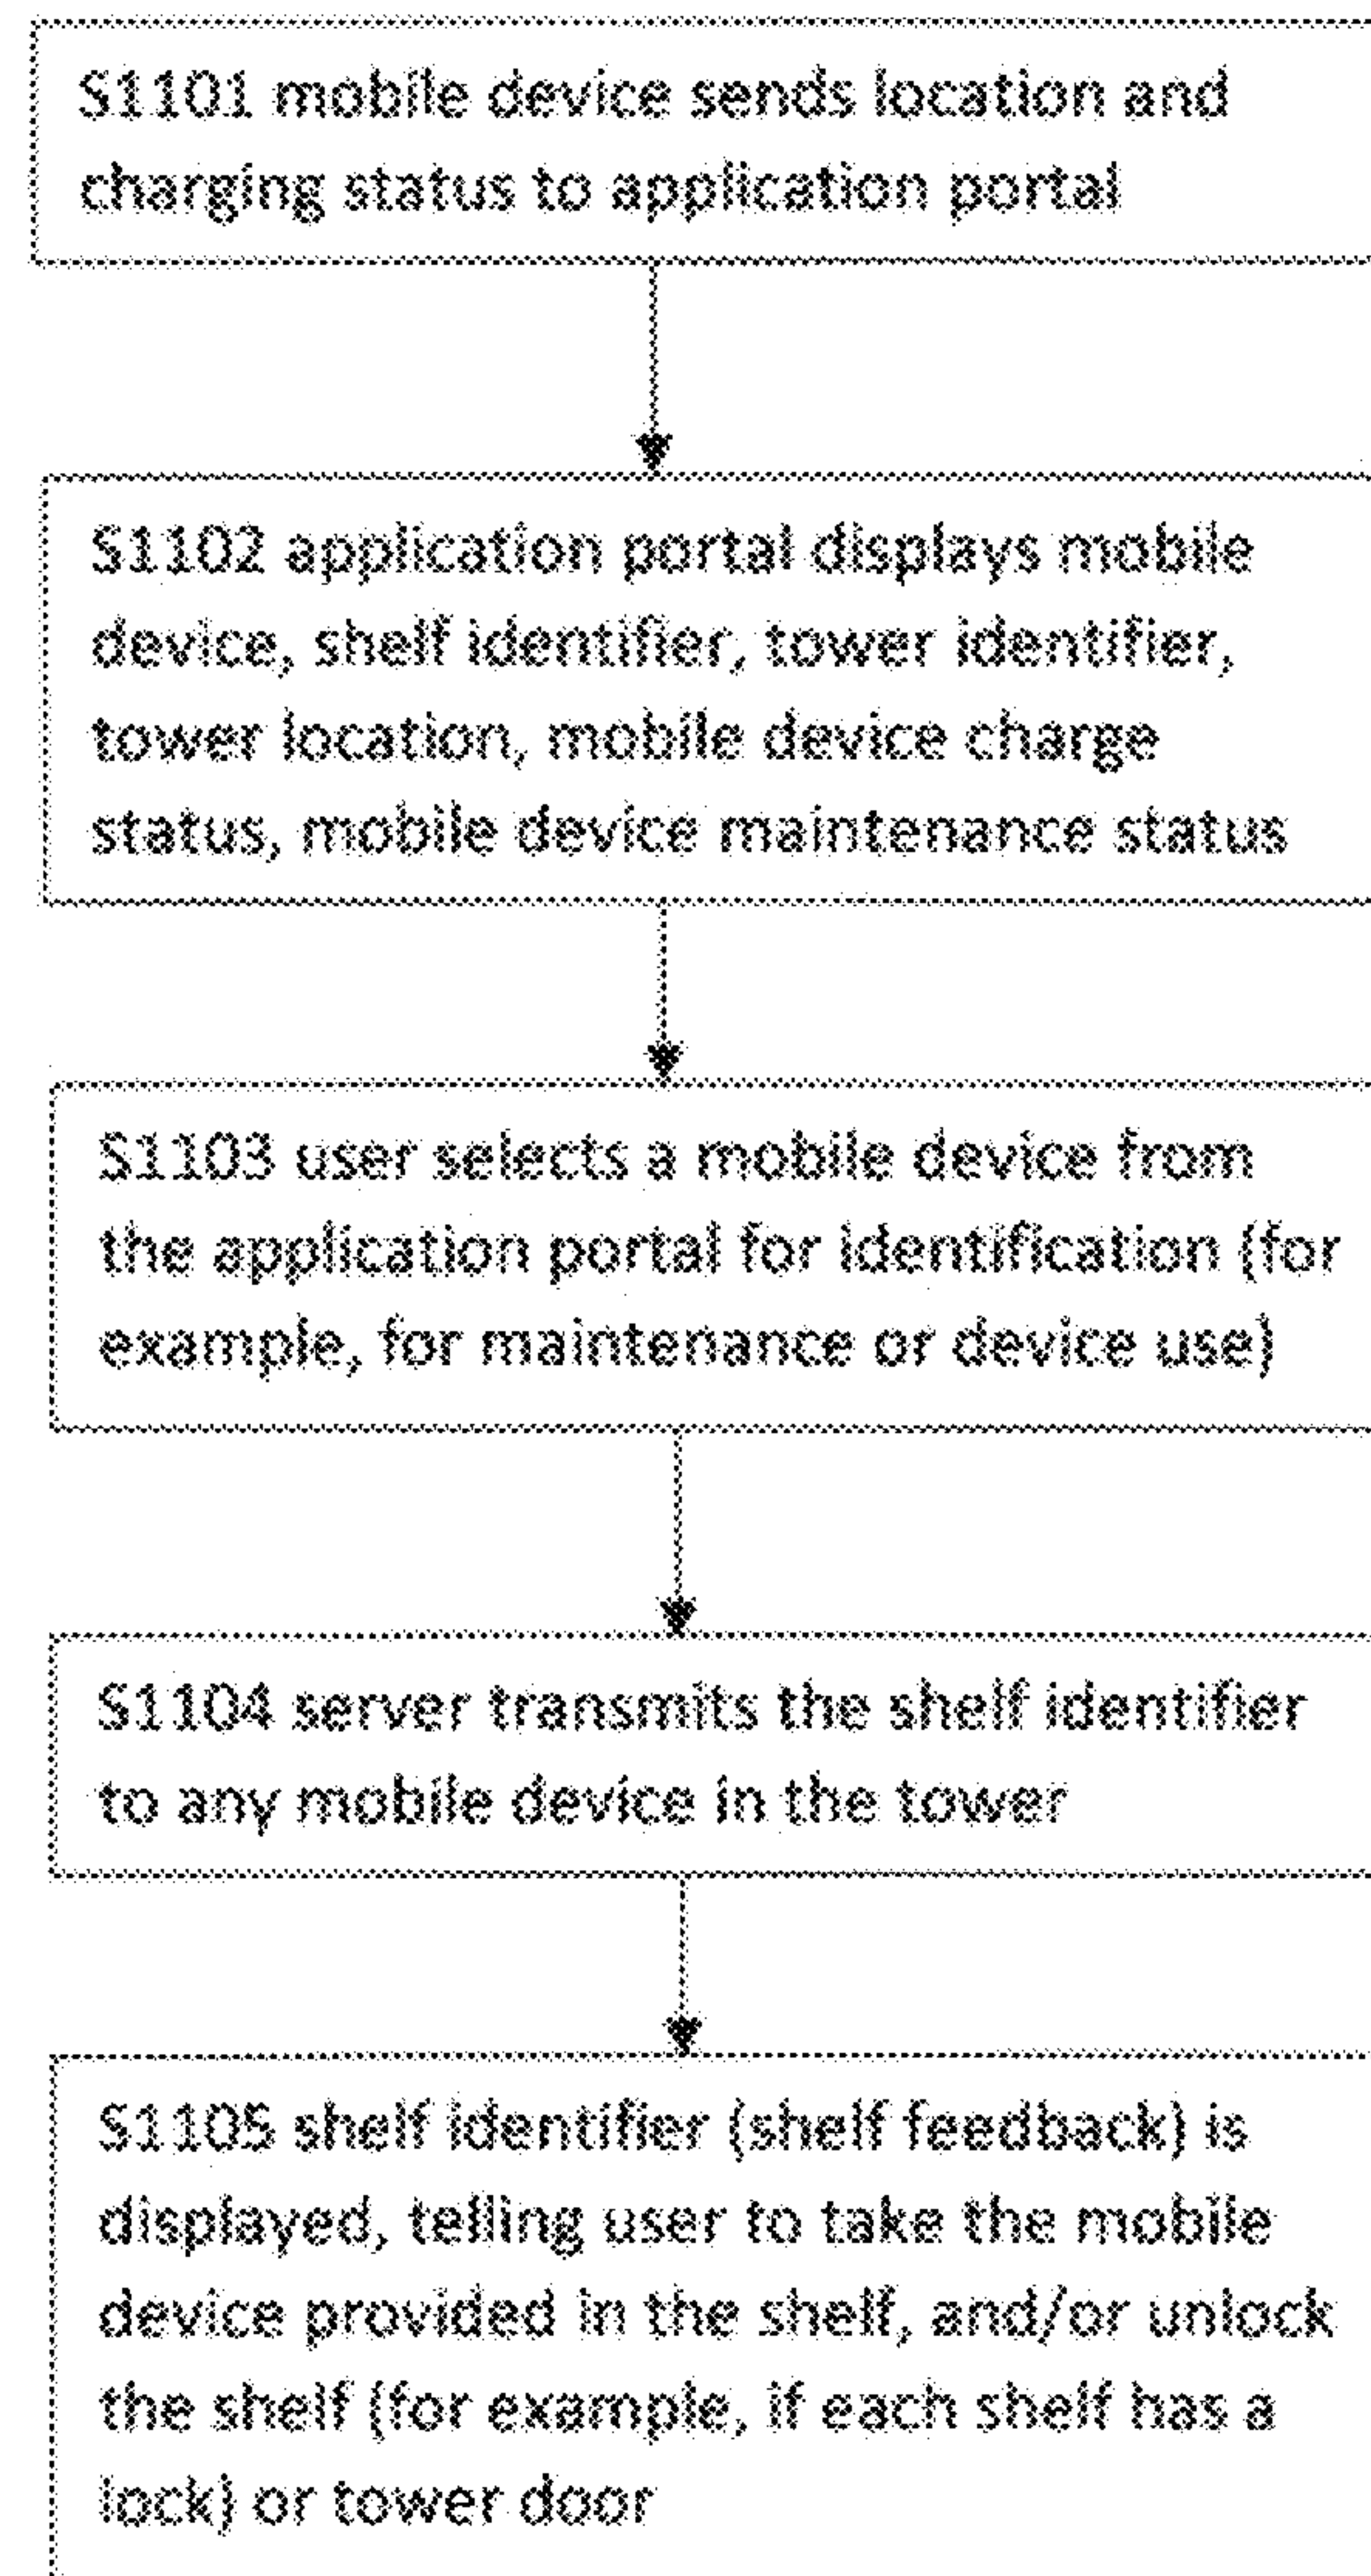 S1101 mobile device sends location and
charging status to application portal
S1102 application portal displays mobile
device, shelf identifier, tower identifier,
tower location, mobile device charge
status, mobile device maintenance status
S1103 user selects a mobile device from
the application portal for identification (for
example, for maintenance or device use)
S1104 server transmits the shelf identifier
to any mobile device in the tower
S1105 shelf identifier (shelf feedback) is
displayed, telling user to take the mobile
device provided in the shelf, and/or unlock
the shelf (for example, if each shelf has a
lock) or tower door